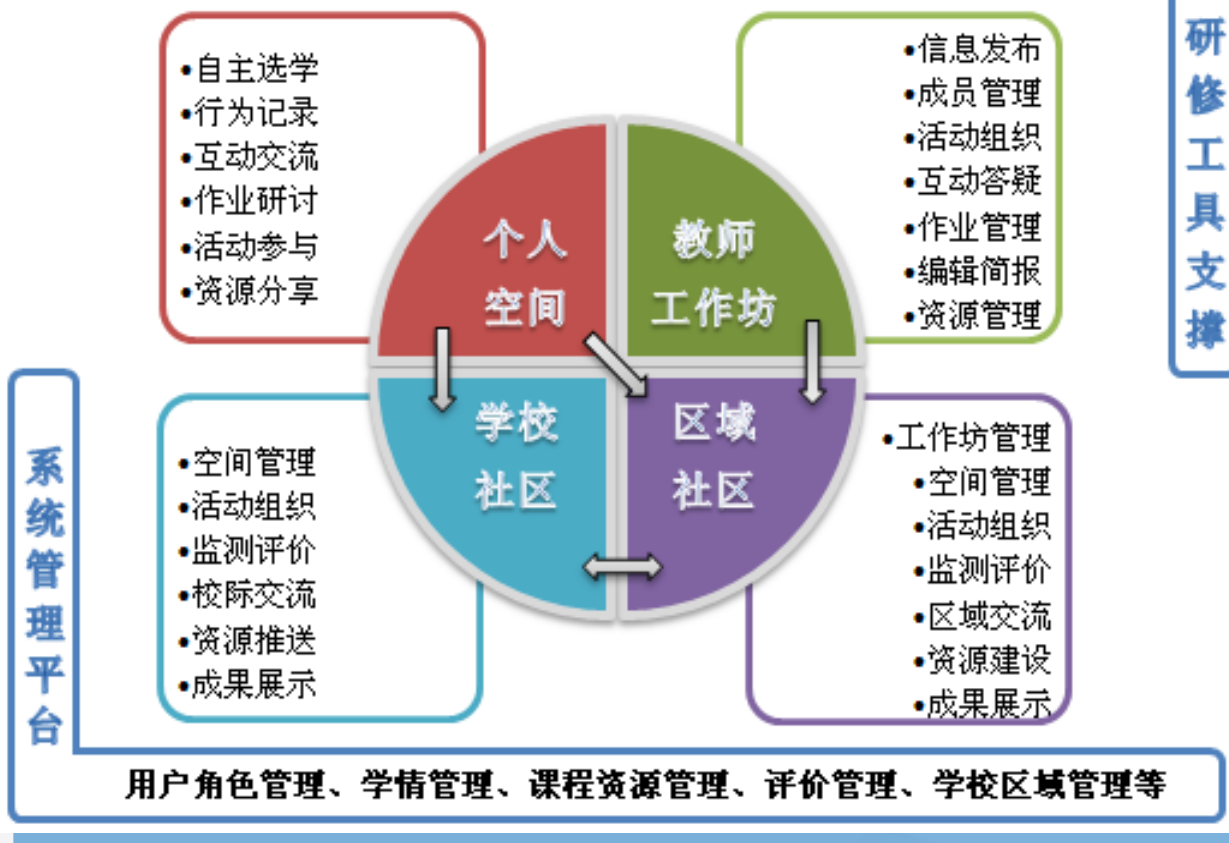 •自主选学
•行为记录
•互动交流
•作业研讨
•活动参与
•资源分享
•信息发布
•成员管理
•活动组织
•互动答疑
•作业管理
•编辑简报
•资源管理
研修工具支撑
个人
空间
教师
工作坊
学校
社区
区域
社区
系统管理平台
•空间管理
•活动组织
•监测评价
•校际交流
•资源推送
•成果展示
•工作坊管理
•空间管理
•活动组织
•监测评价
•区域交流
•资源建设
•成果展示
用户角色管理、学情管理、课程资源管理、评价管理、学校区域管理等